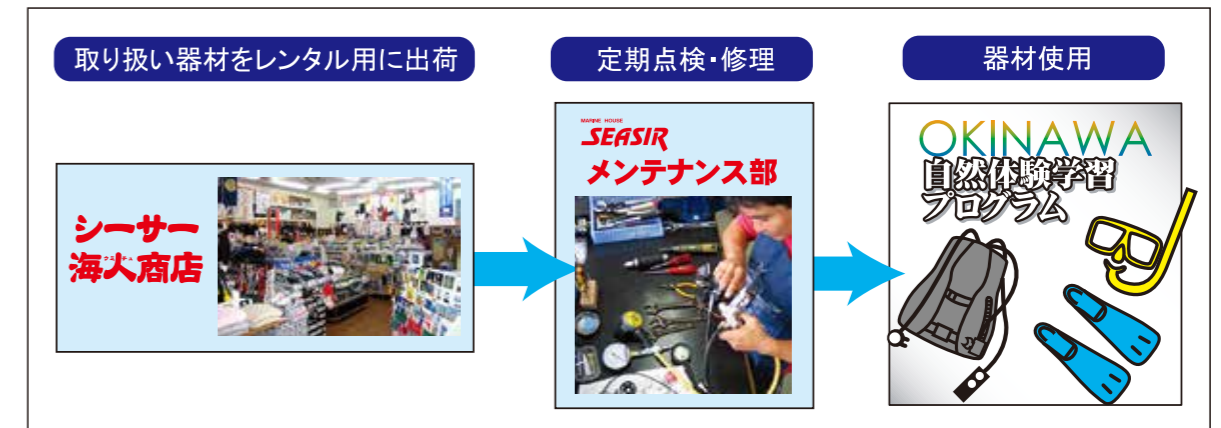 取り扱い器材をレンタル用に出荷
定期点検・修理
器材使用
シーサー
海人商店
MARINE HOUSE
SEASIR
メンテナンス部
OKINAWA
自然体験学習
プログラム